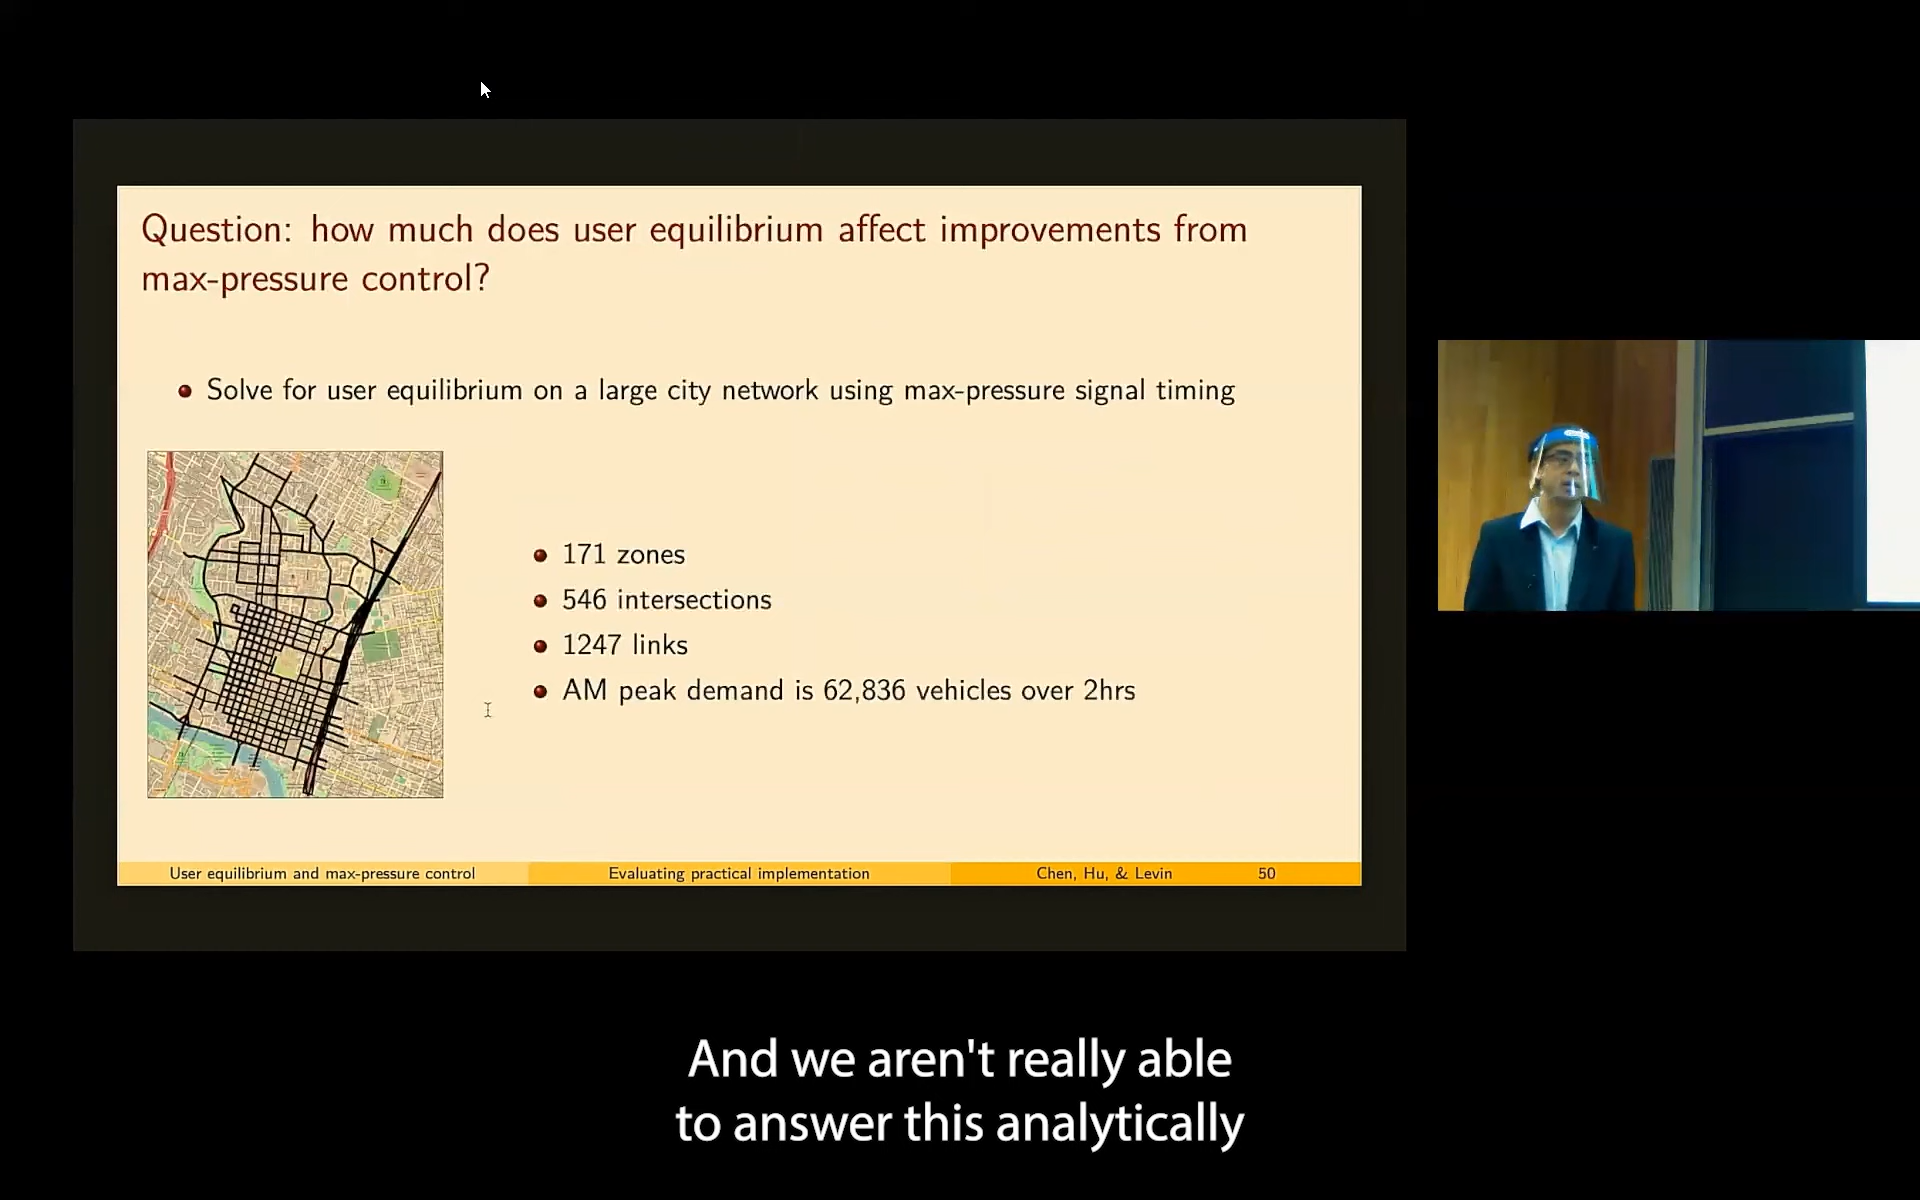 Question: how much does user equilibrium affect improvements from
max-pressure control?
Solve for user equilibrium on a large city network using max-pressure signal timing
171 zones
546 intersections
1247 links
AM peak demand is 62,836 vehicles over 2hrs
User equilibrium and max-pressure control
Evaluating practical implementation
Chen, Hu, & Levin
50
And we aren't really able
to answer this analytically